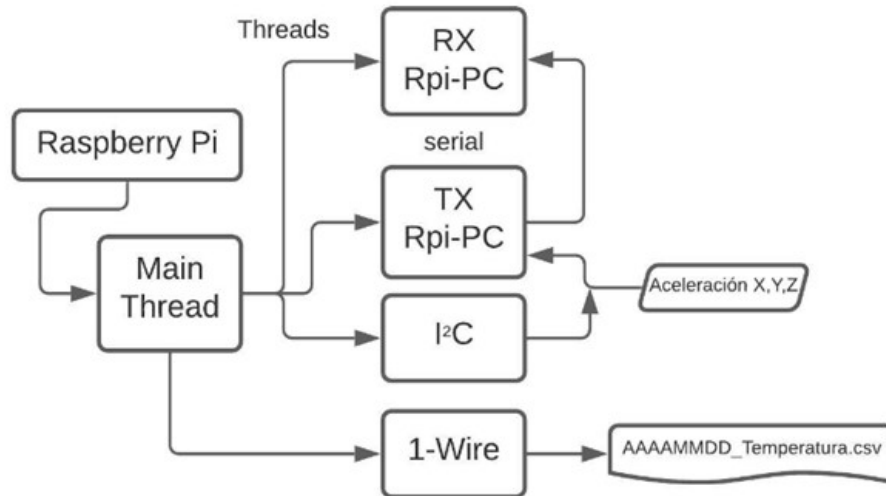 Threads
RX
Rpi-PC
Raspberry Pi
serial
TX
Rpi-PC
Main
Thread
Aceleración X,Y,Z
I²C
1-Wire
AAAAMMDD_Temperatura.csv